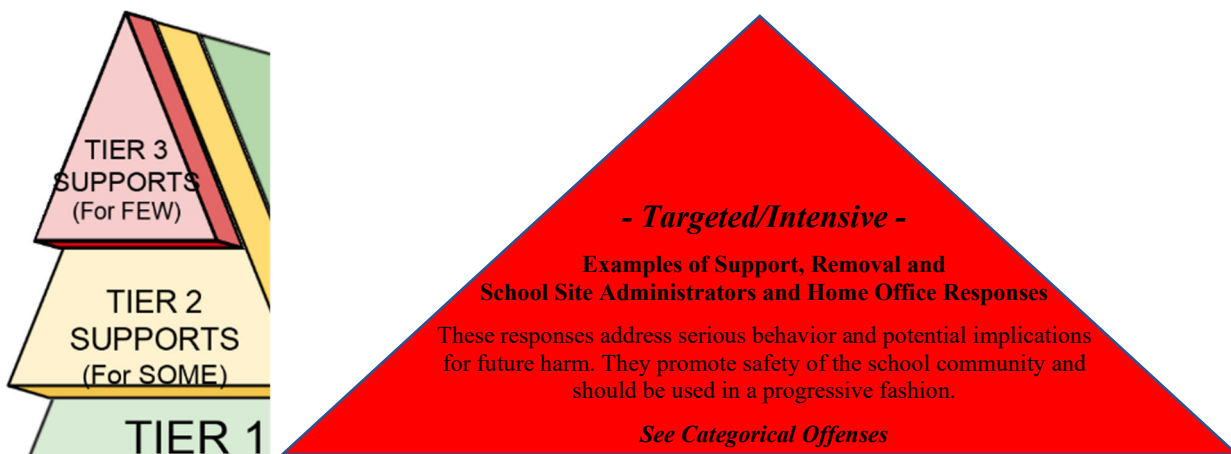 TIER 3
SUPPORTS
(For FEW)
TIER 2
SUPPORTS
(For SOME)
TIER 1
- Targeted/Intensive -
Examples of Support, Removal and
School Site Administrators and Home Office Responses
These responses address serious behavior and potential implications
for future harm. They promote safety of the school community and
should be used in a progressive fashion.
See Categorical Offenses